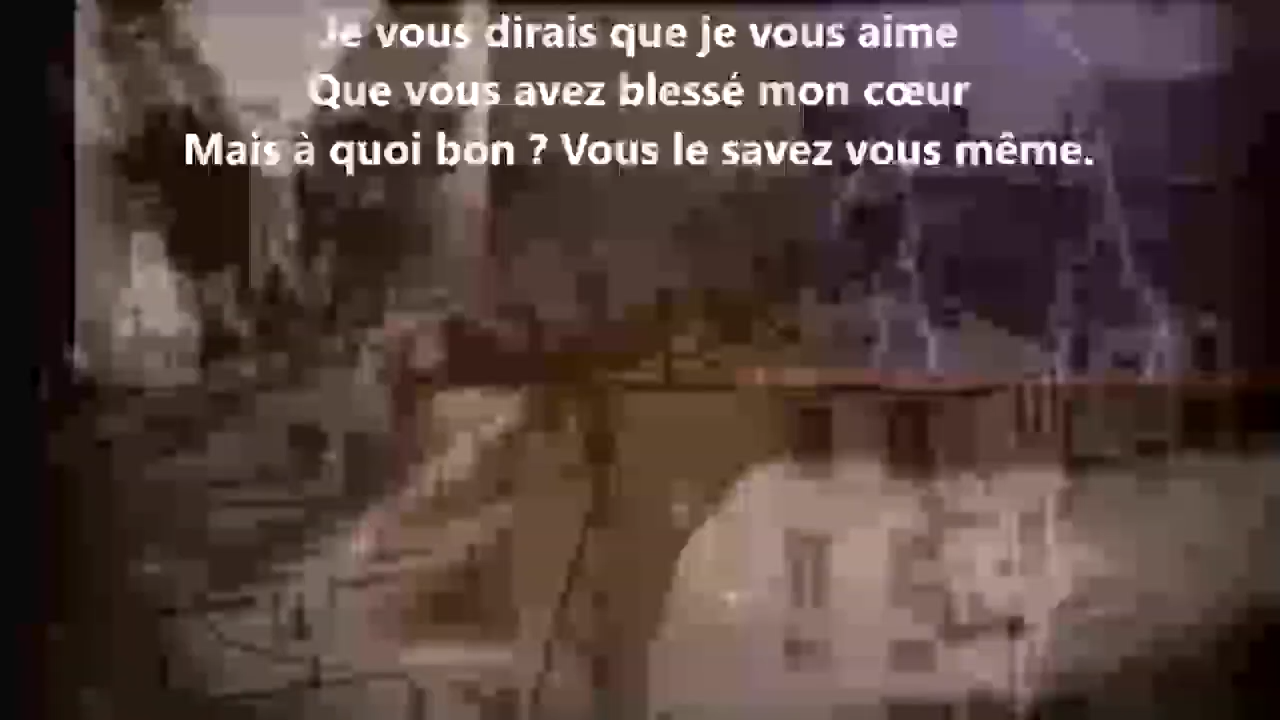 Je vous dirais que je vous aime
Que vous avez blessé mon cœur
Mais à quoi bon ? Vous le savez vous même.